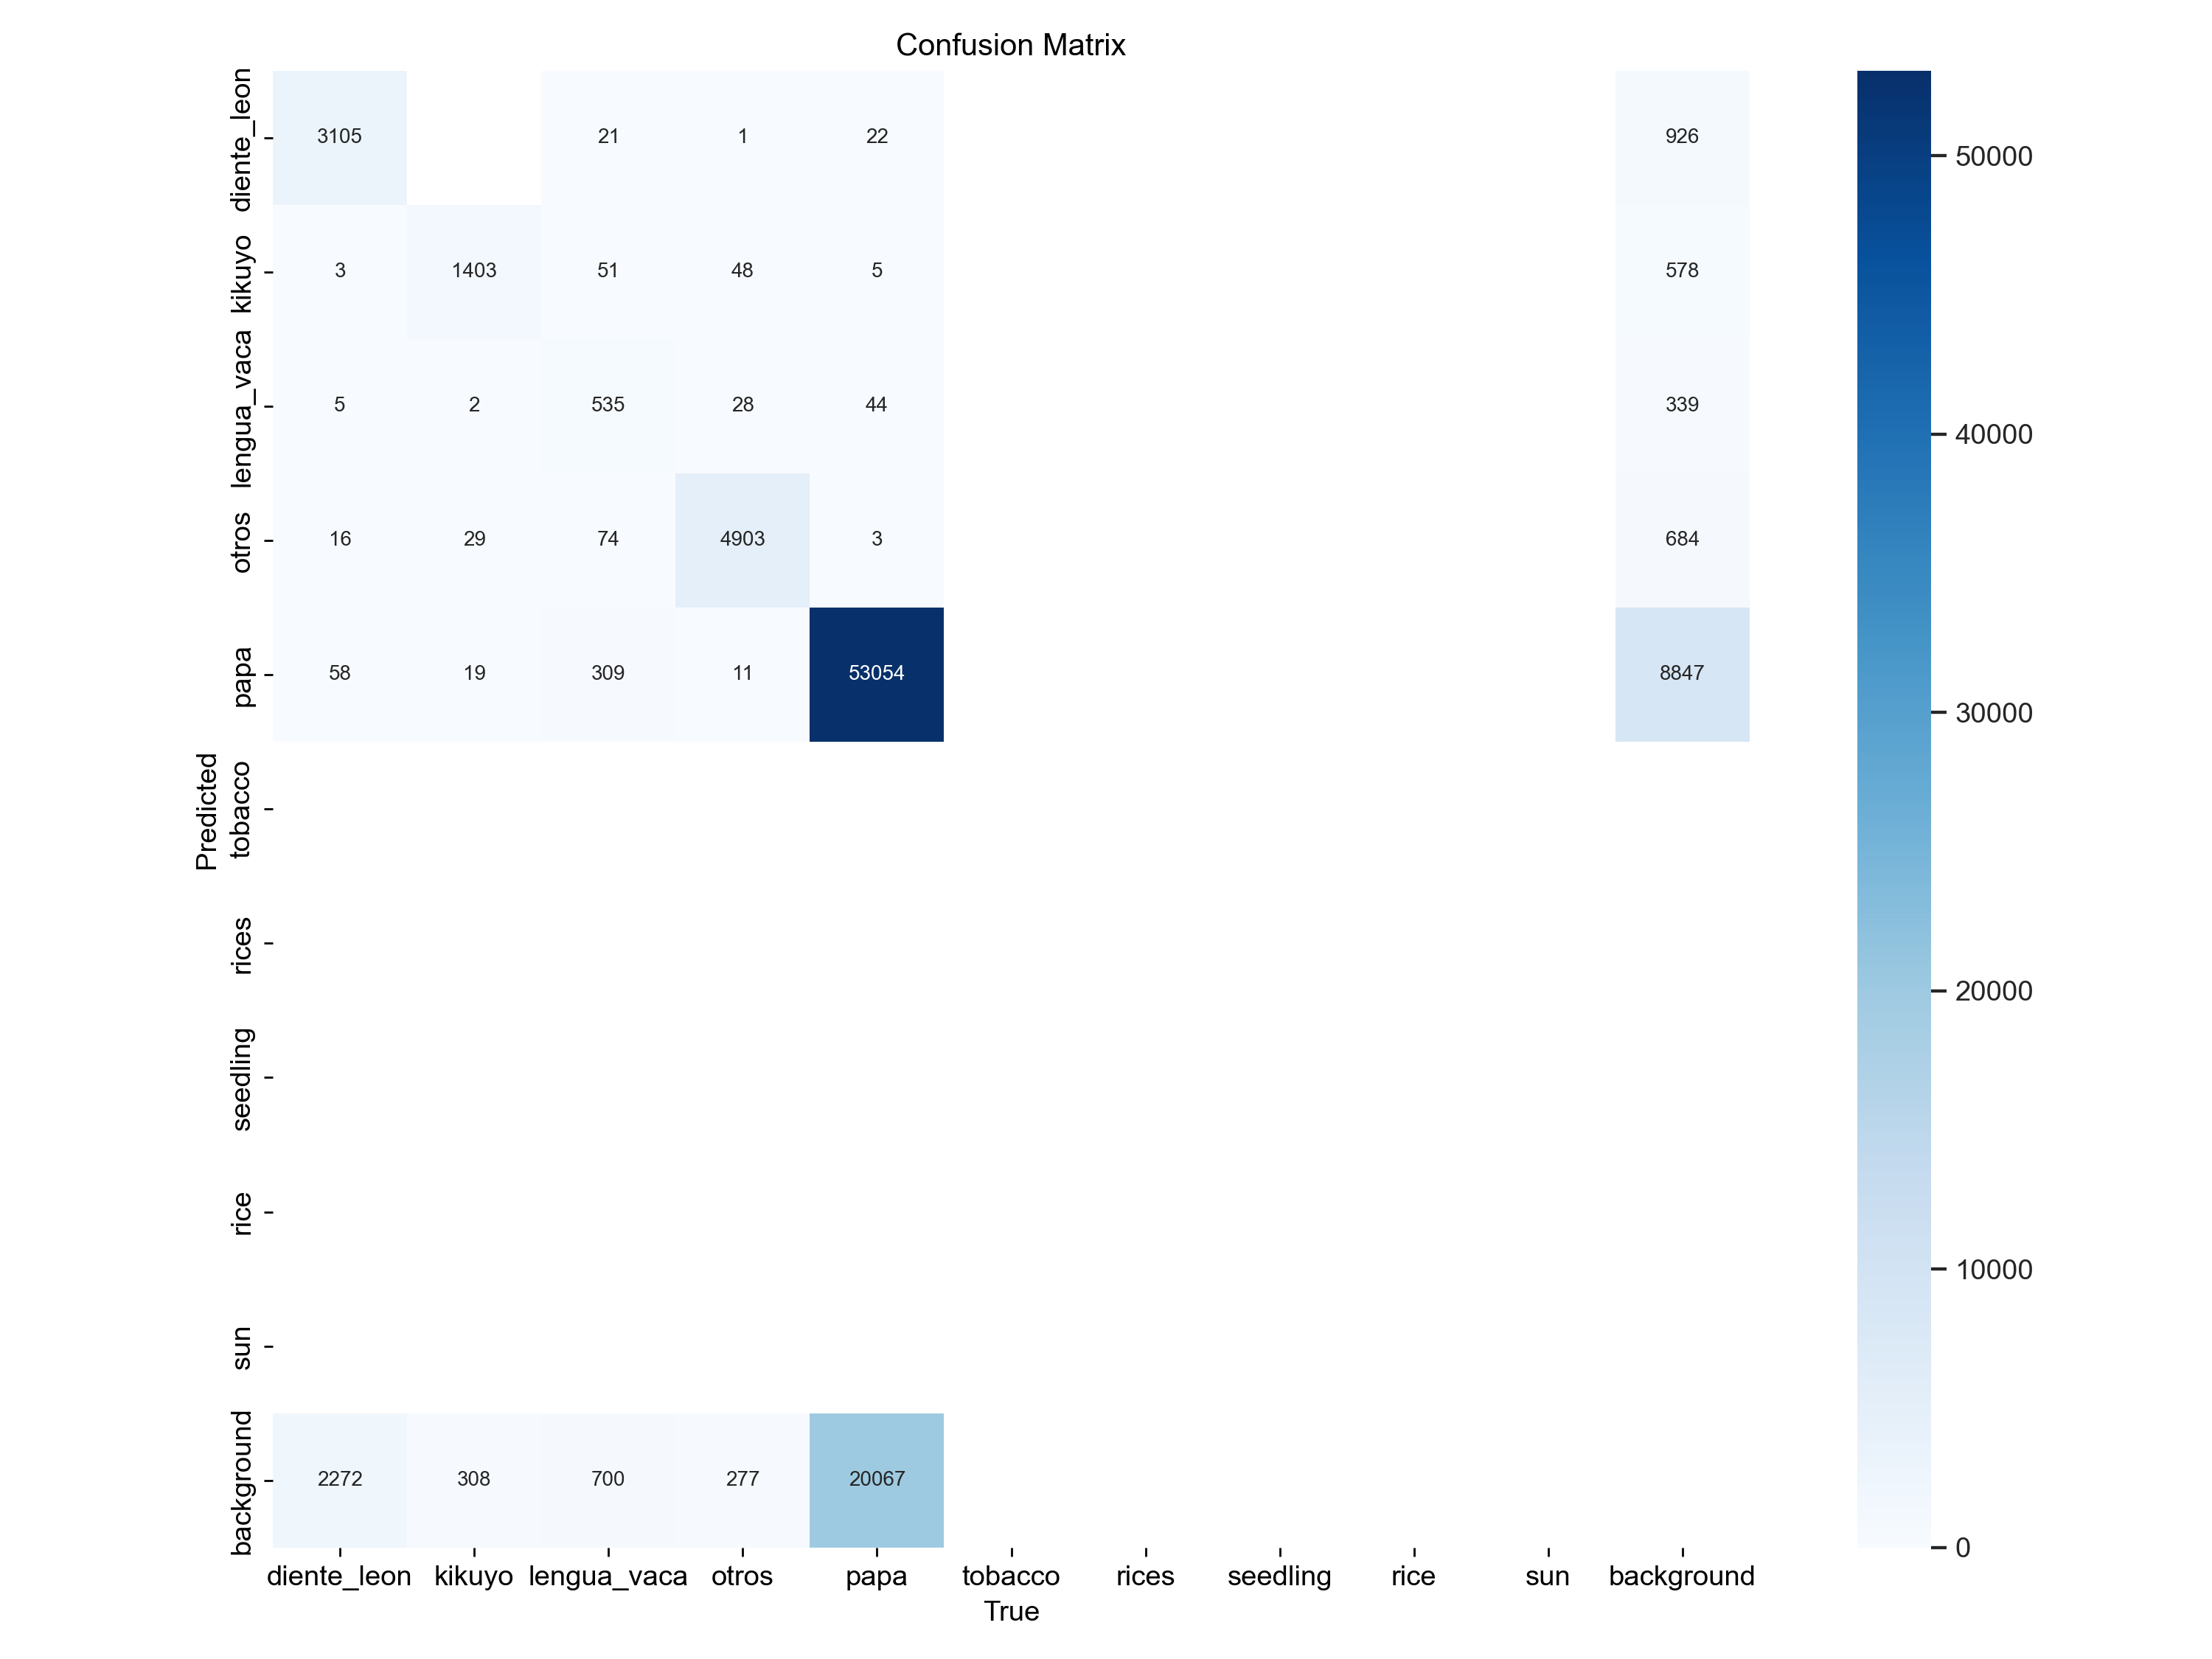 Confusion Matrix
diente_leon 3105 21 1 22 926
kikuyo 3 1403 51 48 5 578
lengua_vaca 5 2 535 28 44 339
otros 16 29 74 4903 3 684
papa 58 19 309 11 53054 8847
tobacco
rices
seedling
rice
sun
background 2272 308 700 277 20067
Predicted
diente_leon kikuyo lengua_vaca otros papa tobacco rices seedling rice sun background
True
50000
40000
30000
20000
10000
0